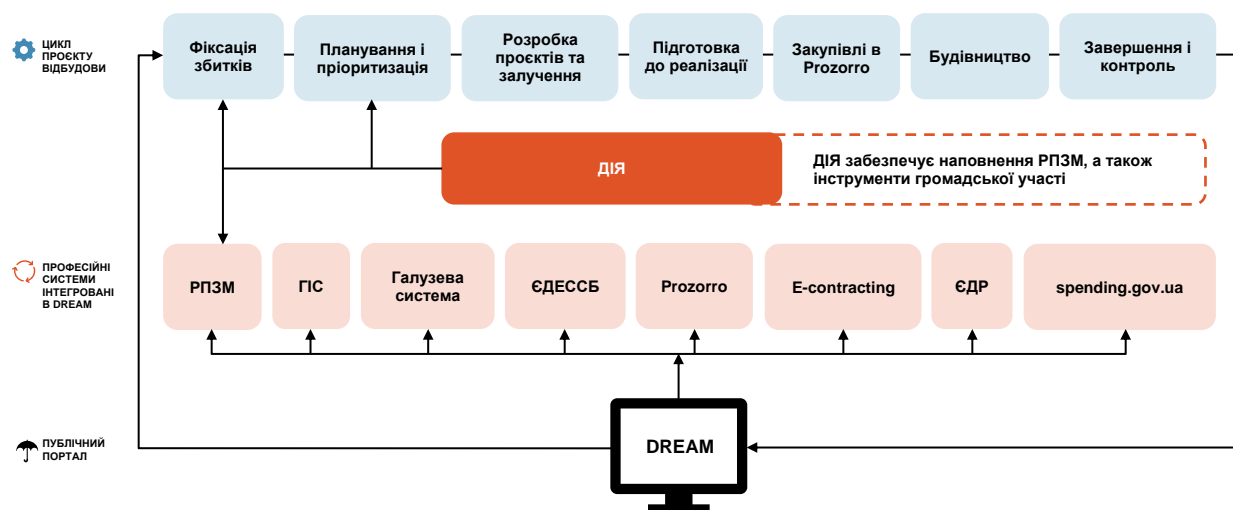 ЦИКЛ
ПРОЄКТУ
ВІДБУДОВИ
Фіксація
збитків
Планування і
пріоритизація
Розробка
проєктів та
залучення
Підготовка
до реалізації
Закупівлі в
Prozorro
Будівництво
Завершення і
контроль
ДІЯ
ДІЯ забезпечує наповнення РПЗМ, а також
інструменти громадської участі
ПРОФЕСІЙНІ
СИСТЕМИ
ІНТЕГРОВАНІ
В DREAM
РПЗМ
ГІС
Галузева
система
ЄДЕССБ
Prozorro
E-contracting
ЄДР
spending.gov.ua
ПУБЛІЧНИЙ
ПОРТАЛ
DREAM